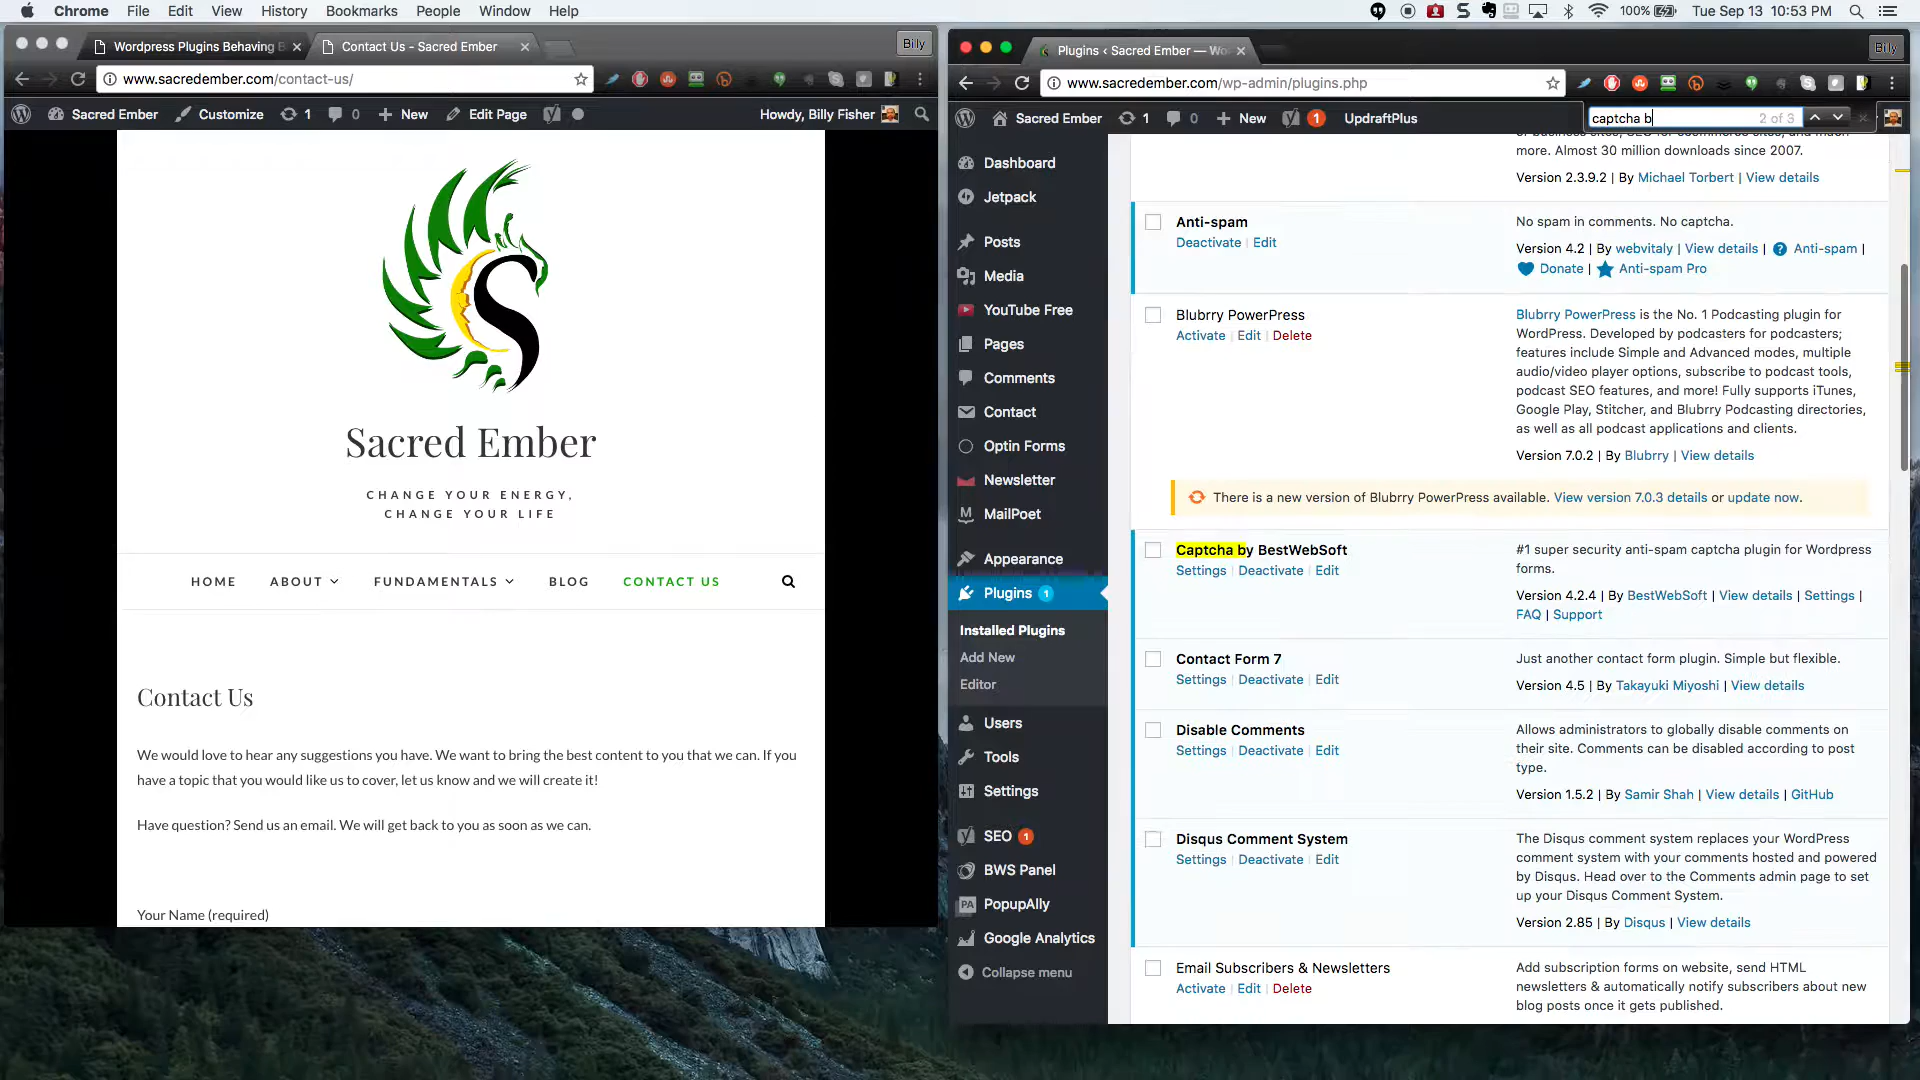 Chrome File Edit View History Bookmarks People Window Help
100% Tue Sep 13 10:53 PM
Wordpress Plugins Behaving B
Contact Us - Sacred Ember
Billy
www.sacredember.com/contact-us/
Sacred Ember Customize 1 0 New Edit Page Howdy, Billy Fisher
Sacred Ember
CHANGE YOUR ENERGY,
CHANGE YOUR LIFE
HOME ABOUT FUNDAMENTALS BLOG CONTACT US
Contact Us
We would love to hear any suggestions you have. We want to bring the best content to you that we can. If you
have a topic that you would like us to cover, let us know and we will create it!
Have question? Send us an email. We will get back to you as soon as we can.
Your Name (required)
Plugins ‹ Sacred Ember — Wo
Billy
www.sacredember.com/wp-admin/plugins.php
Sacred Ember 1 0 New 1 UpdraftPlus
captcha b 2 of 3
Dashboard
Jetpack
Posts
Media
YouTube Free
Pages
Comments
Contact
Optin Forms
Newsletter
MailPoet
Appearance
Plugins 1
Installed Plugins
Add New
Editor
Users
Tools
Settings
SEO 1
BWS Panel
PopupAlly
Google Analytics
Collapse menu
more. Almost 30 million downloads since 2007.
Version 2.3.9.2 | By Michael Torbert | View details
Anti-spam
Deactivate | Edit
No spam in comments. No captcha.
Version 4.2 | By webvitaly | View details | Anti-spam |
Donate | Anti-spam Pro
Blubrry PowerPress
Activate | Edit | Delete
Blubrry PowerPress is the No. 1 Podcasting plugin for
WordPress. Developed by podcasters for podcasters;
features include Simple and Advanced modes, multiple
audio/video player options, subscribe to podcast tools,
podcast SEO features, and more! Fully supports iTunes,
Google Play, Stitcher, and Blubrry Podcasting directories,
as well as all podcast applications and clients.
Version 7.0.2 | By Blubrry | View details
There is a new version of Blubrry PowerPress available. View version 7.0.3 details or update now.
Captcha by BestWebSoft
Settings | Deactivate | Edit
#1 super security anti-spam captcha plugin for Wordpress
forms.
Version 4.2.4 | By BestWebSoft | View details | Settings |
FAQ | Support
Contact Form 7
Settings | Deactivate | Edit
Just another contact form plugin. Simple but flexible.
Version 4.5 | By Takayuki Miyoshi | View details
Disable Comments
Settings | Deactivate | Edit
Allows administrators to globally disable comments on
their site. Comments can be disabled according to post
type.
Version 1.5.2 | By Samir Shah | View details | GitHub
Disqus Comment System
Settings | Deactivate | Edit
The Disqus comment system replaces your WordPress
comment system with your comments hosted and powered
by Disqus. Head over to the Comments admin page to set
up your Disqus Comment System.
Version 2.85 | By Disqus | View details
Email Subscribers & Newsletters
Activate | Edit | Delete
Add subscription forms on website, send HTML
newsletters & automatically notify subscribers about new
blog posts once it gets published.